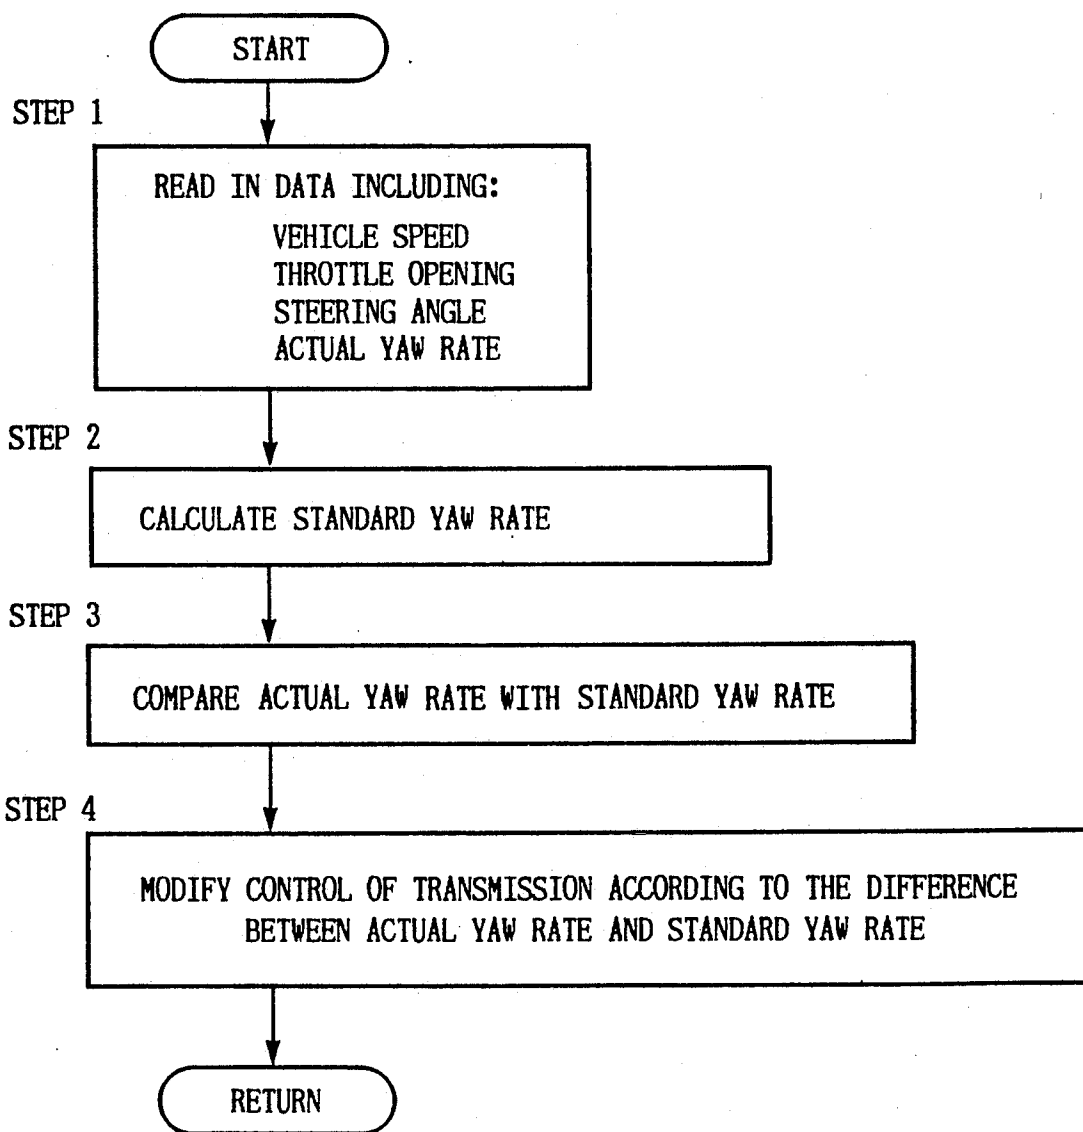 START
STEP 1
READ IN DATA INCLUDING:
VEHICLE SPEED
THROTTLE OPENING
STEERING ANGLE
ACTUAL YAW RATE
STEP 2
CALCULATE STANDARD YAW RATE
STEP 3
COMPARE ACTUAL YAW RATE WITH STANDARD YAW RATE
STEP 4
MODIFY CONTROL OF TRANSMISSION ACCORDING TO THE DIFFERENCE
BETWEEN ACTUAL YAW RATE AND STANDARD YAW RATE
RETURN